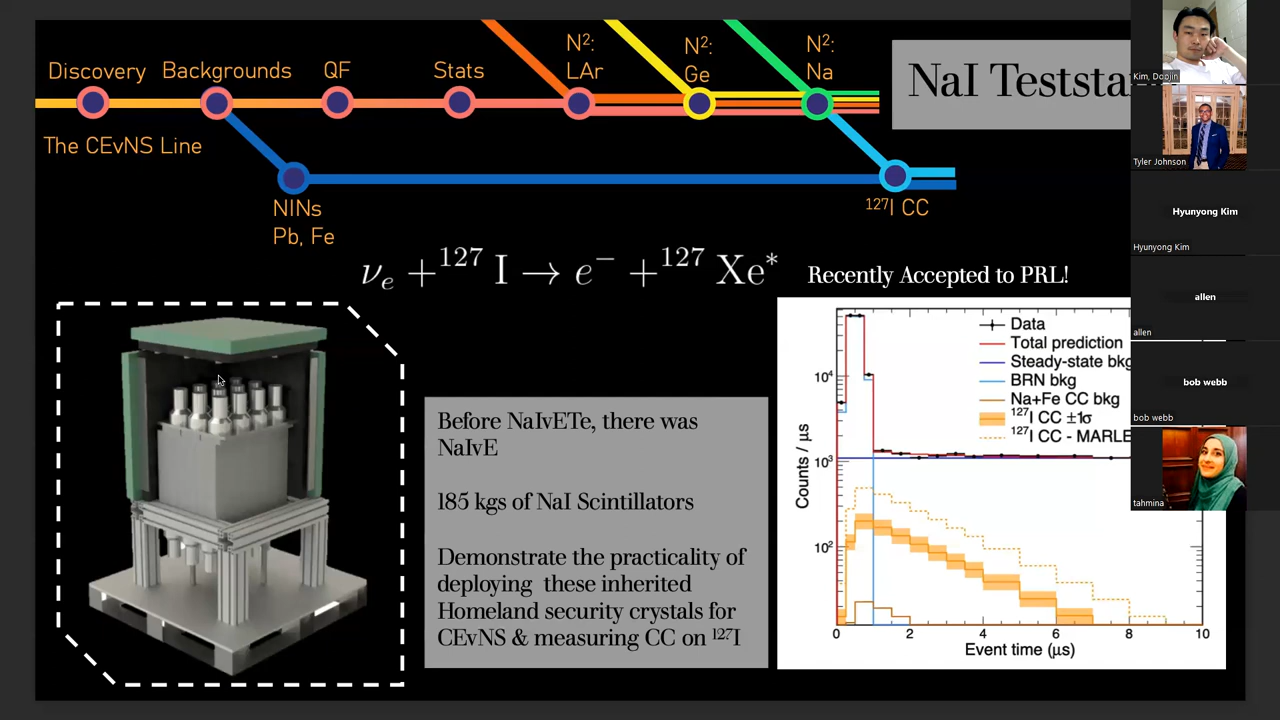 Discovery
Backgrounds
QF
Stats
N²:
LAr
N²:
Ge
N²:
Na
NaI Teststa
The CEvNS Line
NINs
Pb, Fe
¹²⁷I CC
νₑ + ¹²⁷I → e⁻ + ¹²⁷Xe*
Recently Accepted to PRL!
Before NaIvETe, there was
NaIvE
185 kgs of NaI Scintillators
Demonstrate the practicality of
deploying these inherited
Homeland security crystals for
CEvNS & measuring CC on ¹²⁷I
Data
Total prediction
Steady-state bkg
BRN bkg
Na+Fe CC bkg
¹²⁷I CC ±1σ
¹²⁷I CC - MARLE
Counts / μs
10⁴
10³
10²
0 2 4 6 8 10
Event time (μs)
Kim, Doojin
Tyler Johnson
Hyunyong Kim
Hyunyong Kim
allen
allen
bob webb
bob webb
tahmina